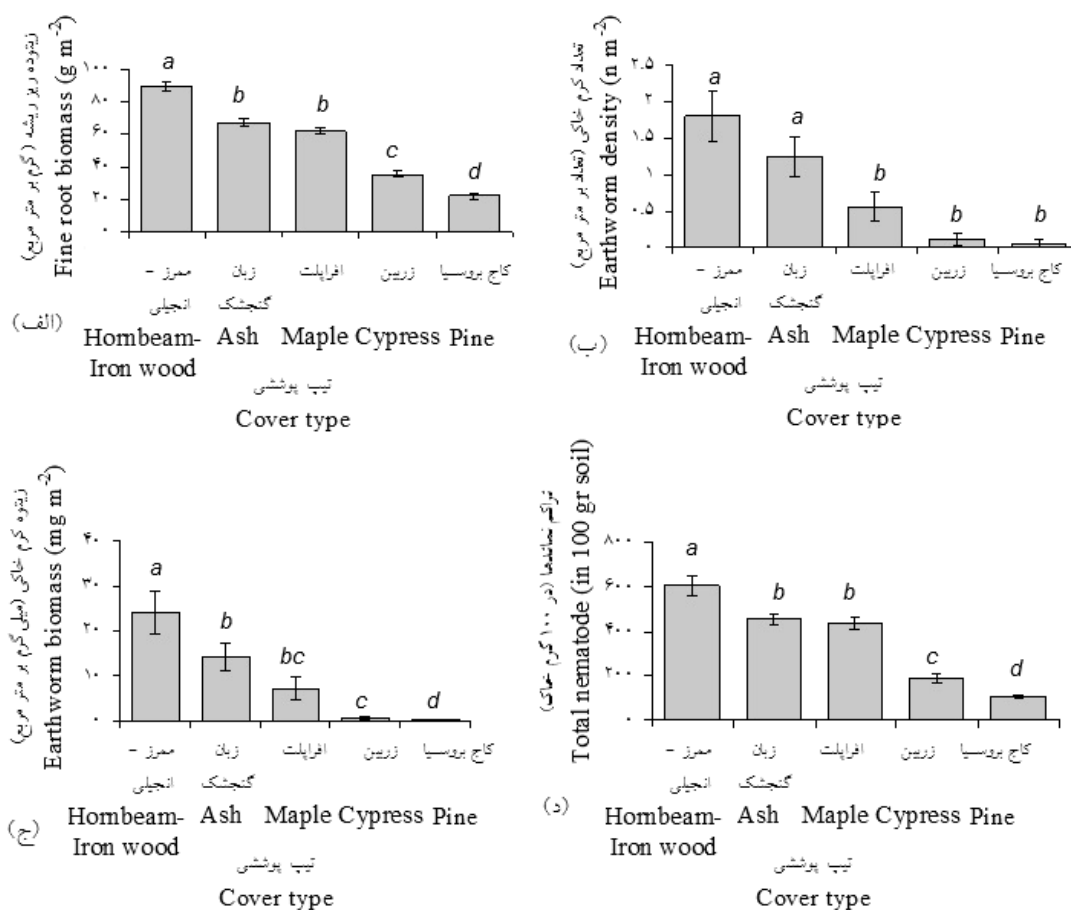 زیتوده ریز ریشه (گرم بر متر مربع)
Fine root biomass (g m-2)
۱۰۰
۸۰
۶۰
۴۰
۲۰
۰
a
b
b
c
d
ممرز -
انجیلی
زبان
گنجشک
افراپلت
زربین
کاج بروسیا
Hornbeam-
Iron wood
Ash
Maple
Cypress
Pine
(الف)
تیپ پوششی
Cover type
تعداد کرم خاکی (تعداد بر متر مربع)
Earthworm density (n m-2)
۲.۵
۲
۱.۵
۱
۰.۵
۰
a
a
b
b
b
ممرز -
انجیلی
زبان
گنجشک
افراپلت
زربین
کاج بروسیا
Hornbeam-
Iron wood
Ash
Maple
Cypress
Pine
(ب)
تیپ پوششی
Cover type
زیتوه کرم خاکی (میلی گرم بر متر مربع)
Earthworm biomass (mg m-2)
۴۰
۳۰
۲۰
۱۰
۰
a
b
bc
c
d
ممرز -
انجیلی
زبان
گنجشک
افراپلت
زربین
کاج بروسیا
Hornbeam-
Iron wood
Ash
Maple
Cypress
Pine
(ج)
تیپ پوششی
Cover type
تراکم نماتدها (در ۱۰۰ گرم خاک)
Total nematode (in 100 gr soil)
۸۰۰
۶۰۰
۴۰۰
۲۰۰
۰
a
b
b
c
d
ممرز -
انجیلی
زبان
گنجشک
افراپلت
زربین
کاج بروسیا
Hornbeam-
Iron wood
Ash
Maple
Cypress
Pine
(د)
تیپ پوششی
Cover type